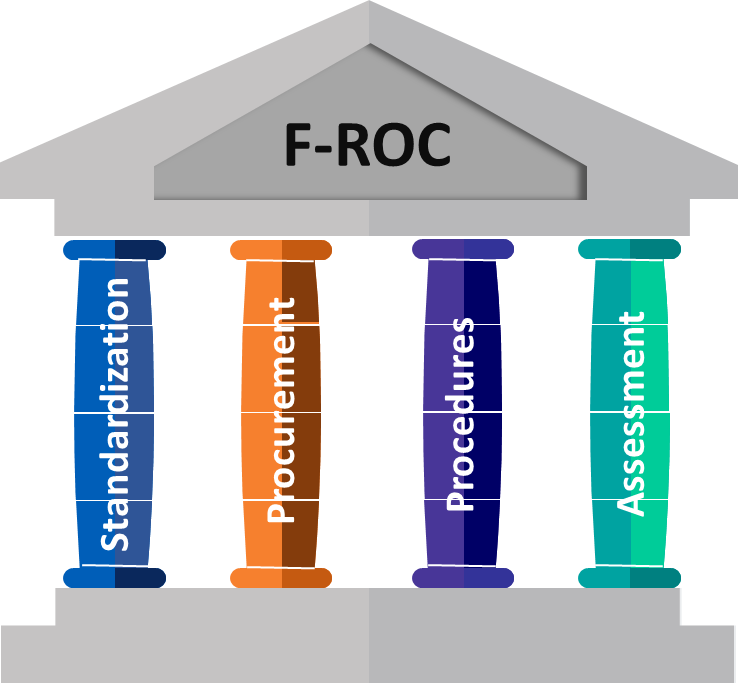 F-ROC
Standardization
Procurement
Procedures
Assessment